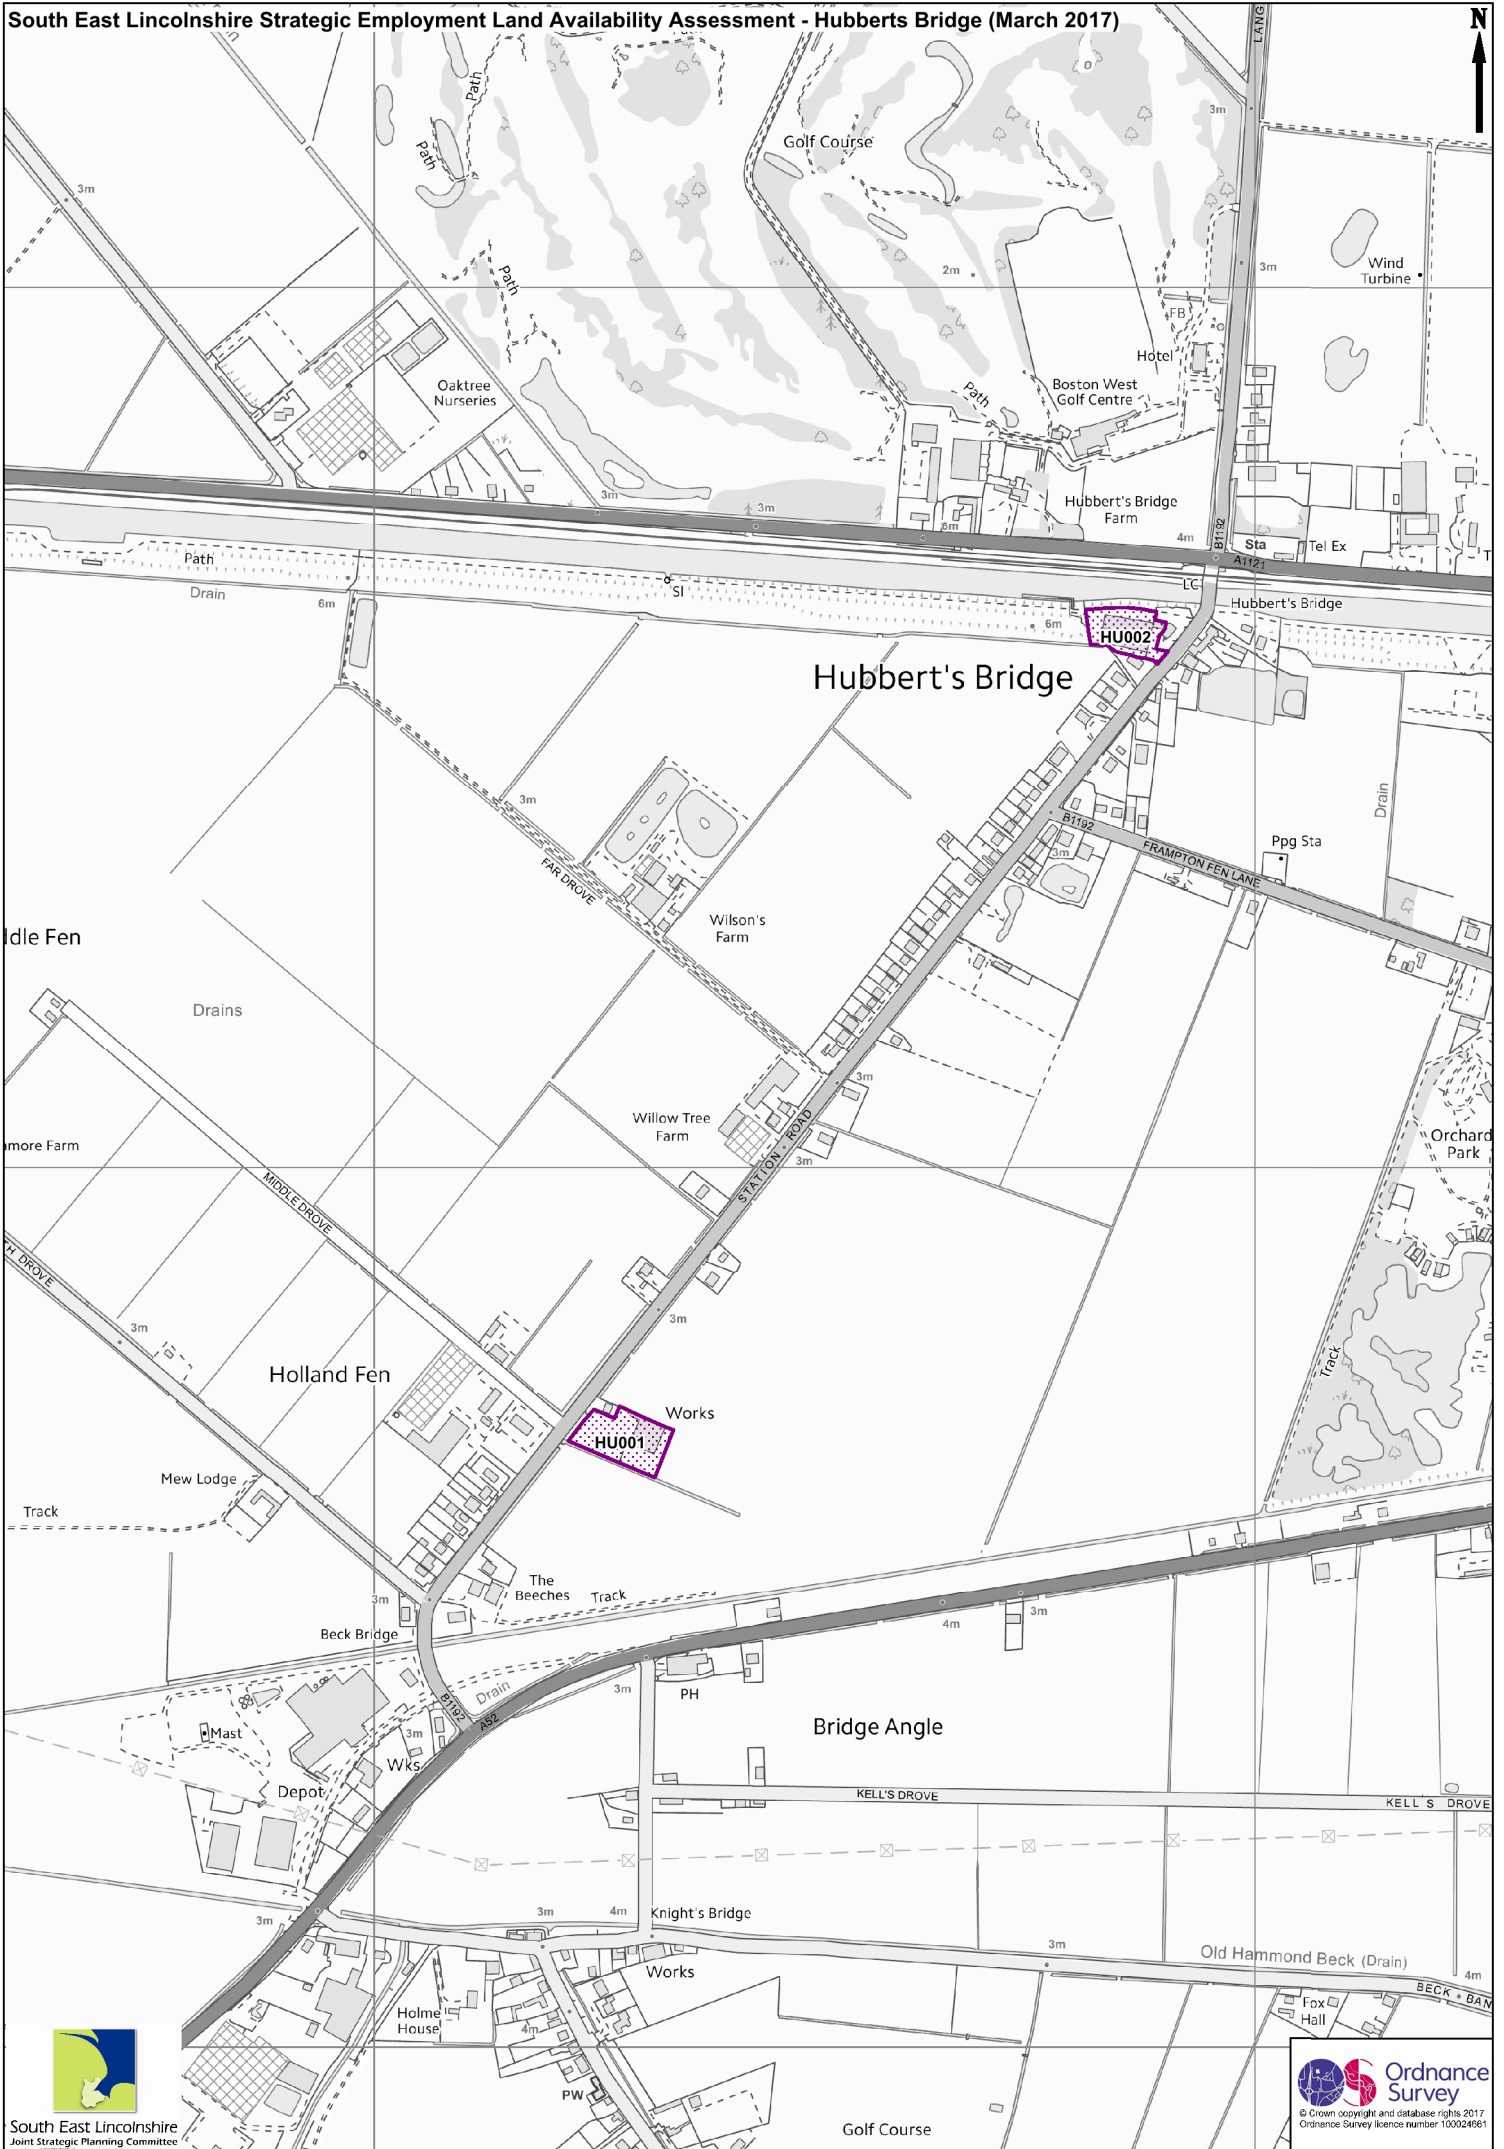 South East Lincolnshire Strategic Employment Land Availability Assessment - Hubberts Bridge (March 2017)
N
LANG
Path
Path
Golf Course
3m
3m
Path
2m
3m
Wind
Turbine
FB
Hotel
Oaktree
Nurseries
Path
Boston West
Golf Centre
3m
3m
6m
Hubbert's Bridge
Farm
4m
B1192
Sta
Tel Ex
A1121
T
Path
Drain
6m
SI
LC
Hubbert's Bridge
6m
HU002
Hubbert's Bridge
3m
Drain
B1192
FRAMPTON FEN LANE
Ppg Sta
3m
FAR DROVE
Wilson's
Farm
ddle Fen
Drains
3m
Willow Tree
Farm
STATION ROAD
3m
amore Farm
Orchard
Park
MIDDLE DROVE
TH DROVE
3m
3m
Track
Holland Fen
Works
HU001
Mew Lodge
Track
The
Beeches
Track
3m
4m
3m
Beck Bridge
B1192
Drain
A52
3m
PH
Mast
3m
Wks
Bridge Angle
Depot
KELL'S DROVE
KELL'S DROVE
3m
3m
4m
Knight's Bridge
3m
Old Hammond Beck (Drain)
4m
Works
BECK BAN
Holme
House
4m
Fox
Hall
PW
Golf Course
South East Lincolnshire
Joint Strategic Planning Committee
Ordnance
Survey
© Crown copyright and database rights 2017
Ordnance Survey licence number 100024661